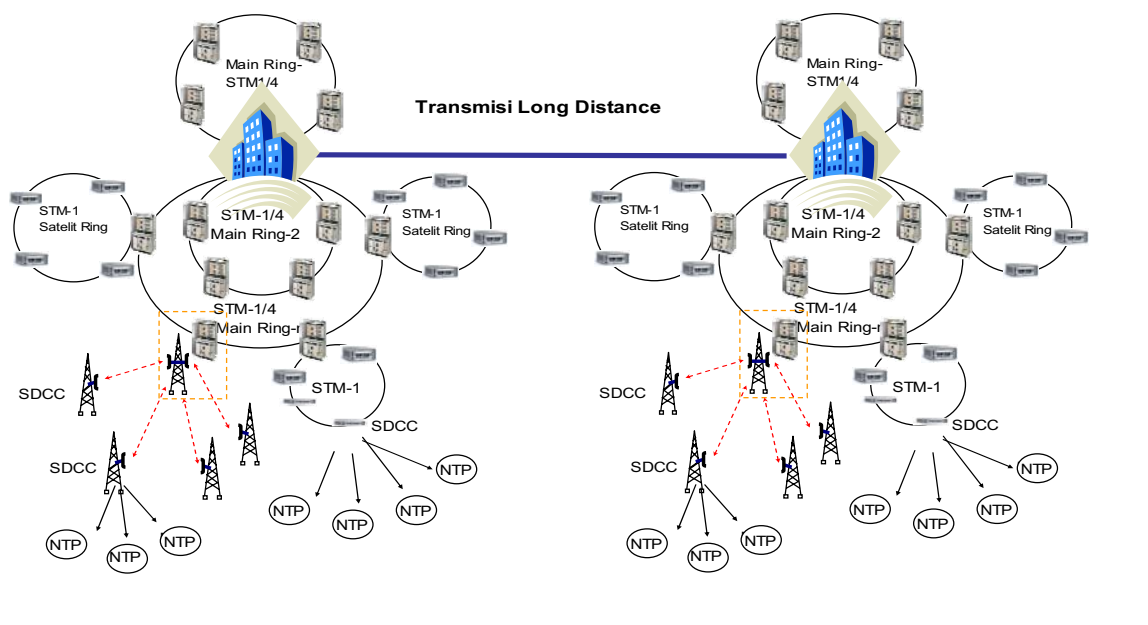 Main Ring-
STM1/4
Transmisi Long Distance
Main Ring-
STM1/4
STM-1
Satelit Ring
STM-1/4
Main Ring-2
STM-1
Satelit Ring
STM-1
Satelit Ring
STM-1/4
Main Ring-2
STM-1
Satelit Ring
STM-1/4
Main Ring-
STM-1/4
Main Ring-
SDCC
STM-1
SDCC
STM-1
SDCC
SDCC
SDCC
SDCC
NTP
NTP
NTP
NTP
NTP
NTP
NTP
NTP
NTP
NTP
NTP
NTP
NTP
NTP